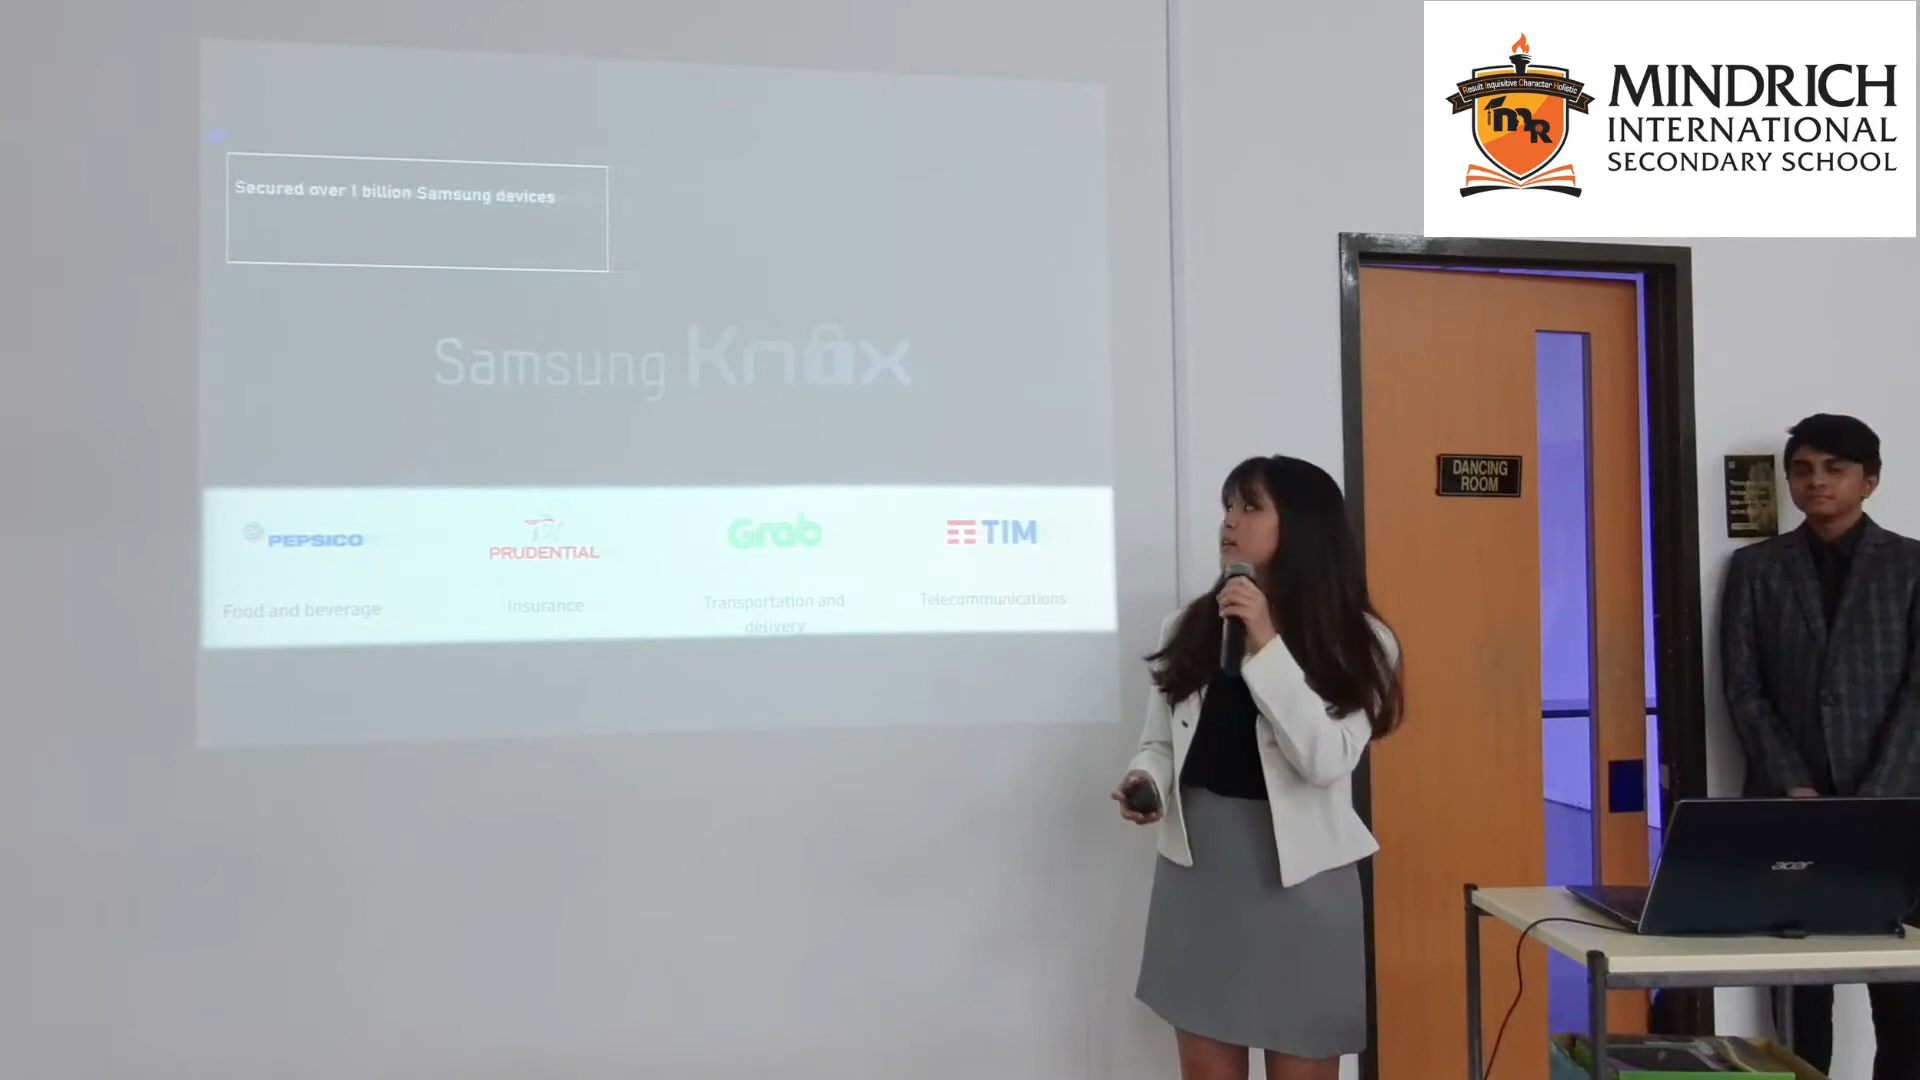 Result Inquisitive Character Holistic
mR
MINDRICH
INTERNATIONAL
SECONDARY SCHOOL
Secured over 1 billion Samsung devices
Samsung Knox
PEPSICO
PRUDENTIAL
Grab
TIM
Food and beverage
Insurance
Transportation and
delivery
Telecommunications
DANCING
ROOM
acer